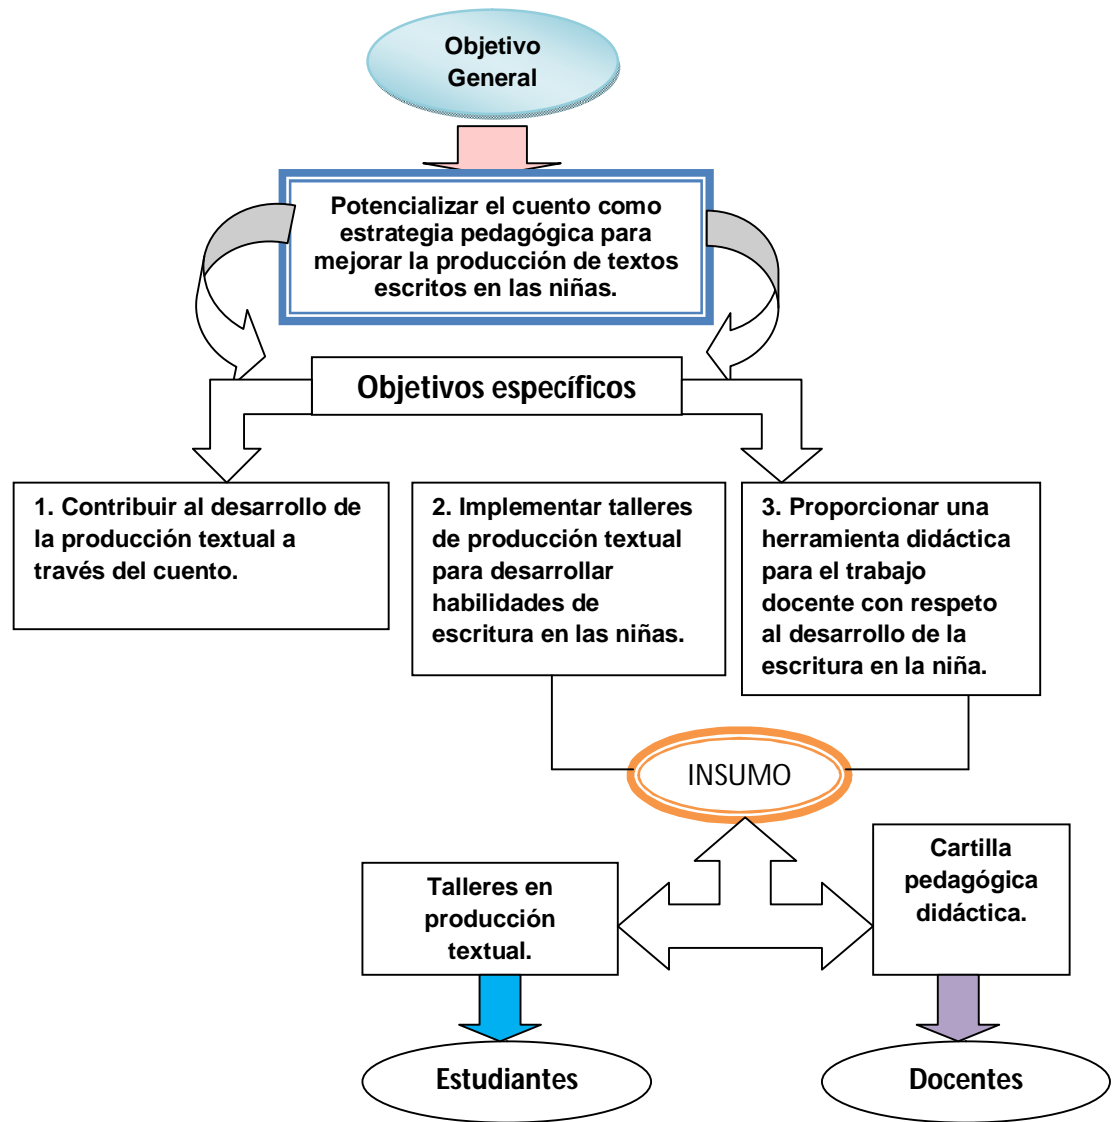 Objetivo
General
Potencializar el cuento como
estrategia pedagógica para
mejorar la producción de textos
escritos en las niñas.
Objetivos específicos
1. Contribuir al desarrollo de
la producción textual a
través del cuento.
2. Implementar talleres
de producción textual
para desarrollar
habilidades de
escritura en las niñas.
3. Proporcionar una
herramienta didáctica
para el trabajo
docente con respeto
al desarrollo de la
escritura en la niña.
INSUMO
Talleres en
producción
textual.
Cartilla
pedagógica
didáctica.
Estudiantes
Docentes